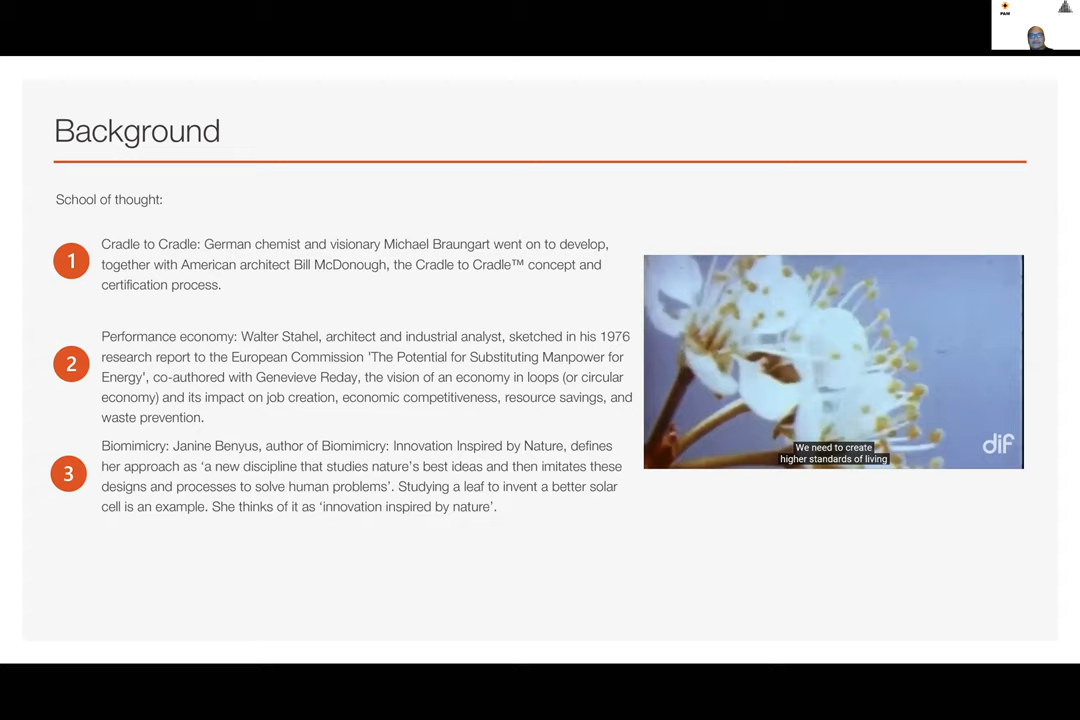 PAM
Background
School of thought:
1
Cradle to Cradle: German chemist and visionary Michael Braungart went on to develop,
together with American architect Bill McDonough, the Cradle to Cradle™ concept and
certification process.
2
Performance economy: Walter Stahel, architect and industrial analyst, sketched in his 1976
research report to the European Commission 'The Potential for Substituting Manpower for
Energy', co-authored with Genevieve Reday, the vision of an economy in loops (or circular
economy) and its impact on job creation, economic competitiveness, resource savings, and
waste prevention.
3
Biomimicry: Janine Benyus, author of Biomimicry: Innovation Inspired by Nature, defines
her approach as ‘a new discipline that studies nature’s best ideas and then imitates these
designs and processes to solve human problems’. Studying a leaf to invent a better solar
cell is an example. She thinks of it as ‘innovation inspired by nature’.
We need to create
higher standards of living
dif